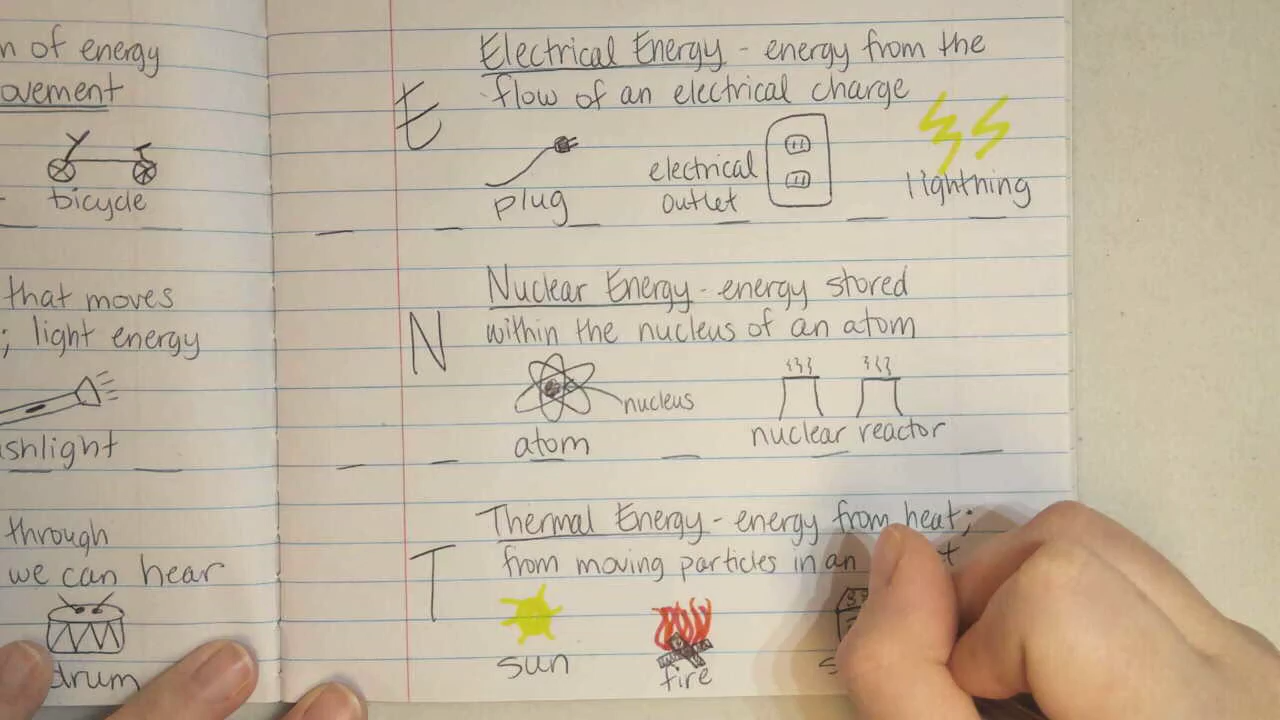 n of energy
ovement
bicycle
that moves
; light energy
shlight
through
we can hear
drum
E
Electrical Energy - energy from the
flow of an electrical charge
plug
electrical
outlet
lightning
N
Nuclear Energy - energy stored
within the nucleus of an atom
nucleus
atom
nuclear reactor
T
Thermal Energy - energy from heat;
from moving particles in an
sun
fire